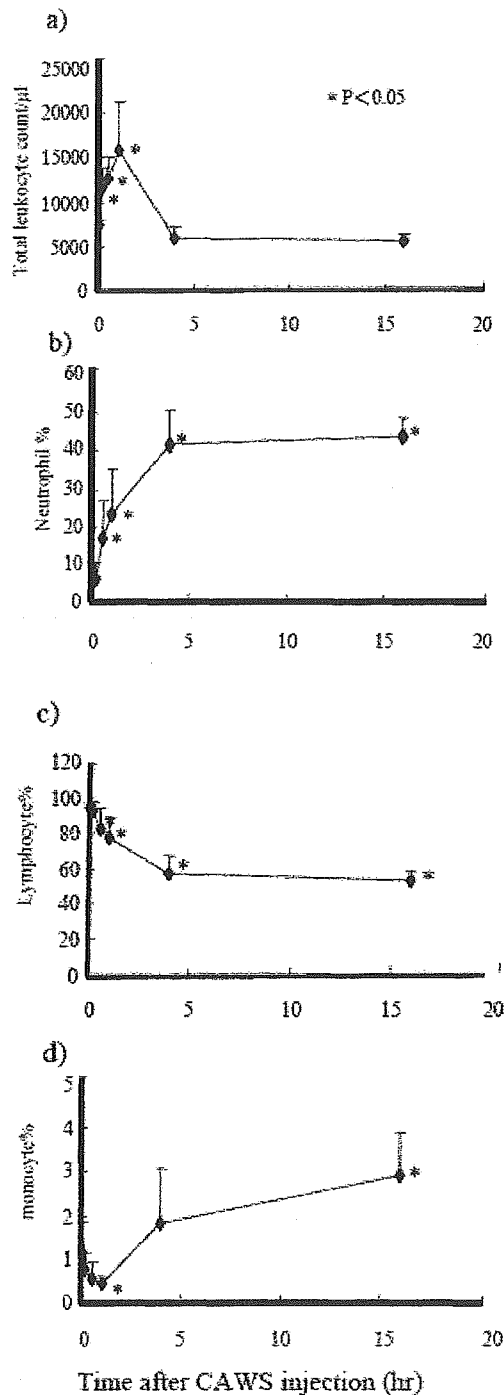 a)
Total leukocyte count/μl
25000
20000
15000
10000
5000
0
* P<0.05
* * *
0 5 10 15 20
b)
Neutrophil %
60
50
40
30
20
10
0
* * * *
0 5 10 15 20
c)
Lymphocyte%
120
100
80
60
40
20
0
* * * *
0 5 10 15 20
d)
monocyte%
5
4
3
2
1
0
* *
0 5 10 15 20
Time after CAWS injection (hr)